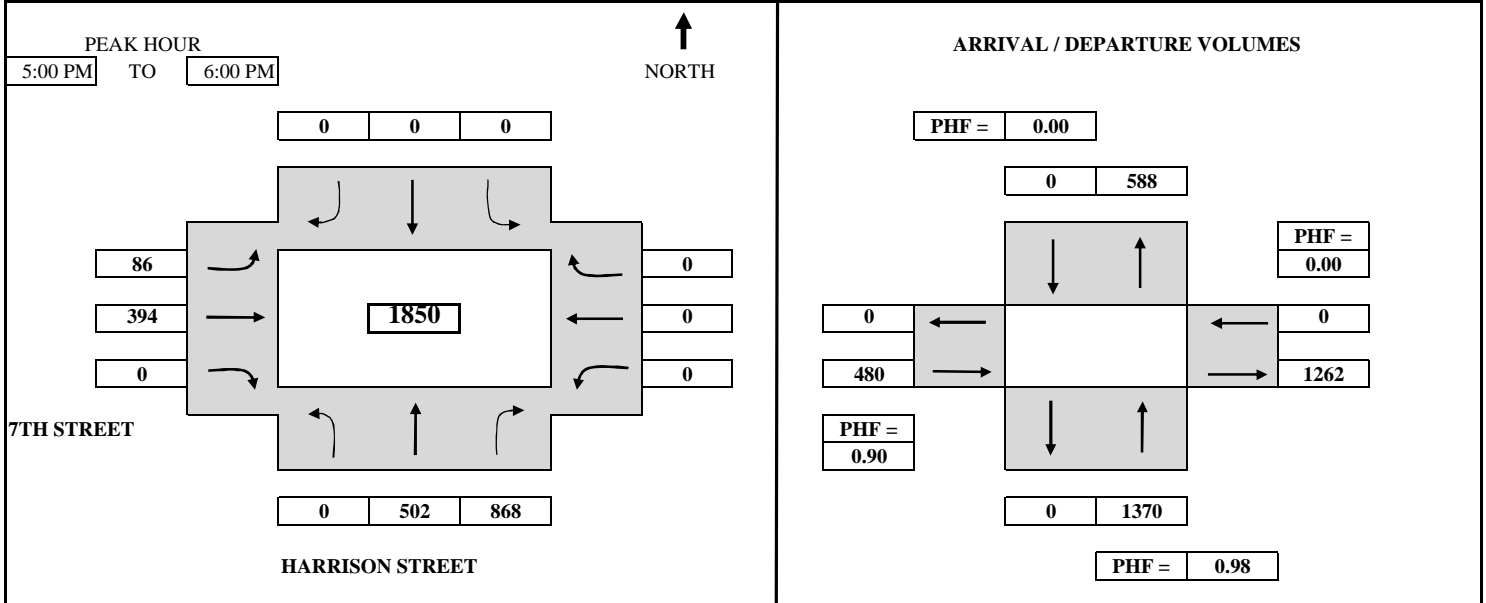 PEAK HOUR
5:00 PM TO 6:00 PM
NORTH
0 0 0
86
394
0
1850
0
0
0
7TH STREET
0 502 868
HARRISON STREET
ARRIVAL / DEPARTURE VOLUMES
PHF = 0.00
0 588
PHF =
0.00
0 0
480 1262
PHF =
0.90
0 1370
PHF = 0.98